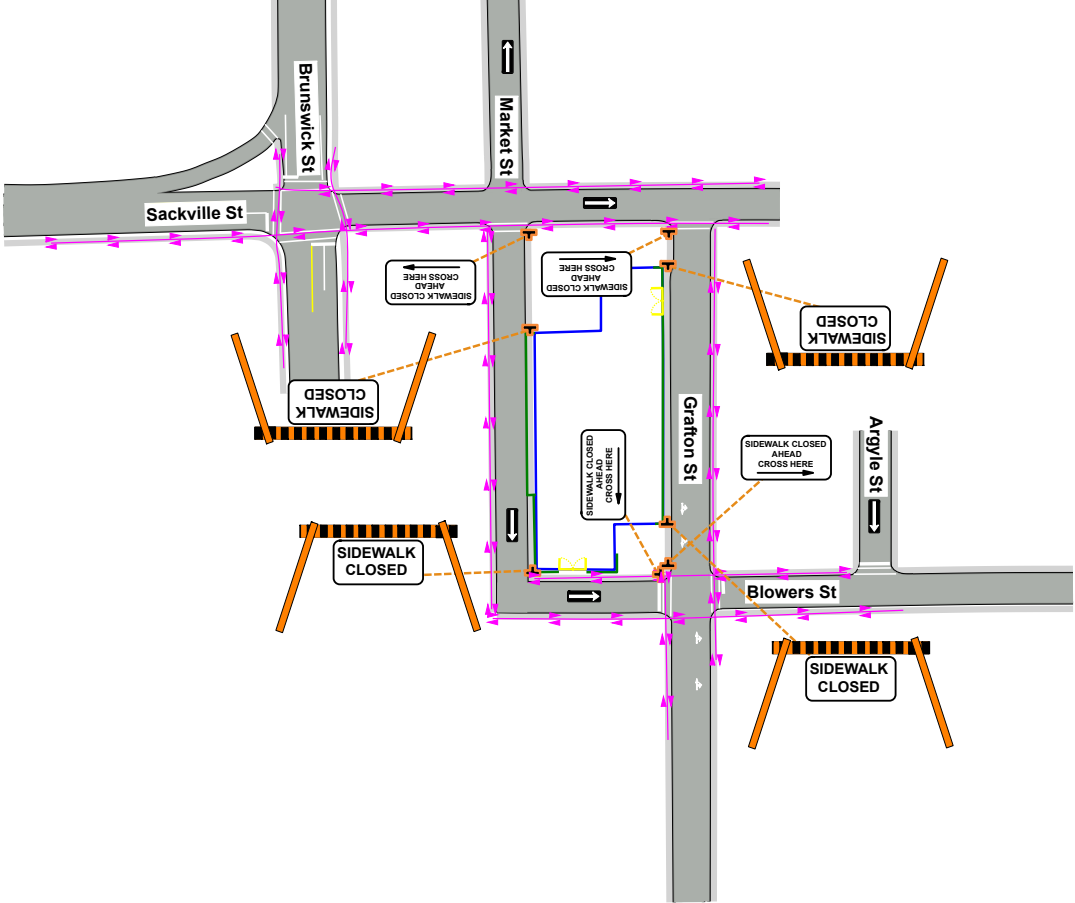 Brunswick St
Market St
Sackville St
SIDEWALK CLOSED
AHEAD
CROSS HERE
SIDEWALK CLOSED
AHEAD
CROSS HERE
SIDEWALK
CLOSED
SIDEWALK
CLOSED
Grafton St
Argyle St
SIDEWALK CLOSED
AHEAD
CROSS HERE
SIDEWALK CLOSED
AHEAD
CROSS HERE
SIDEWALK
CLOSED
Blowers St
SIDEWALK
CLOSED